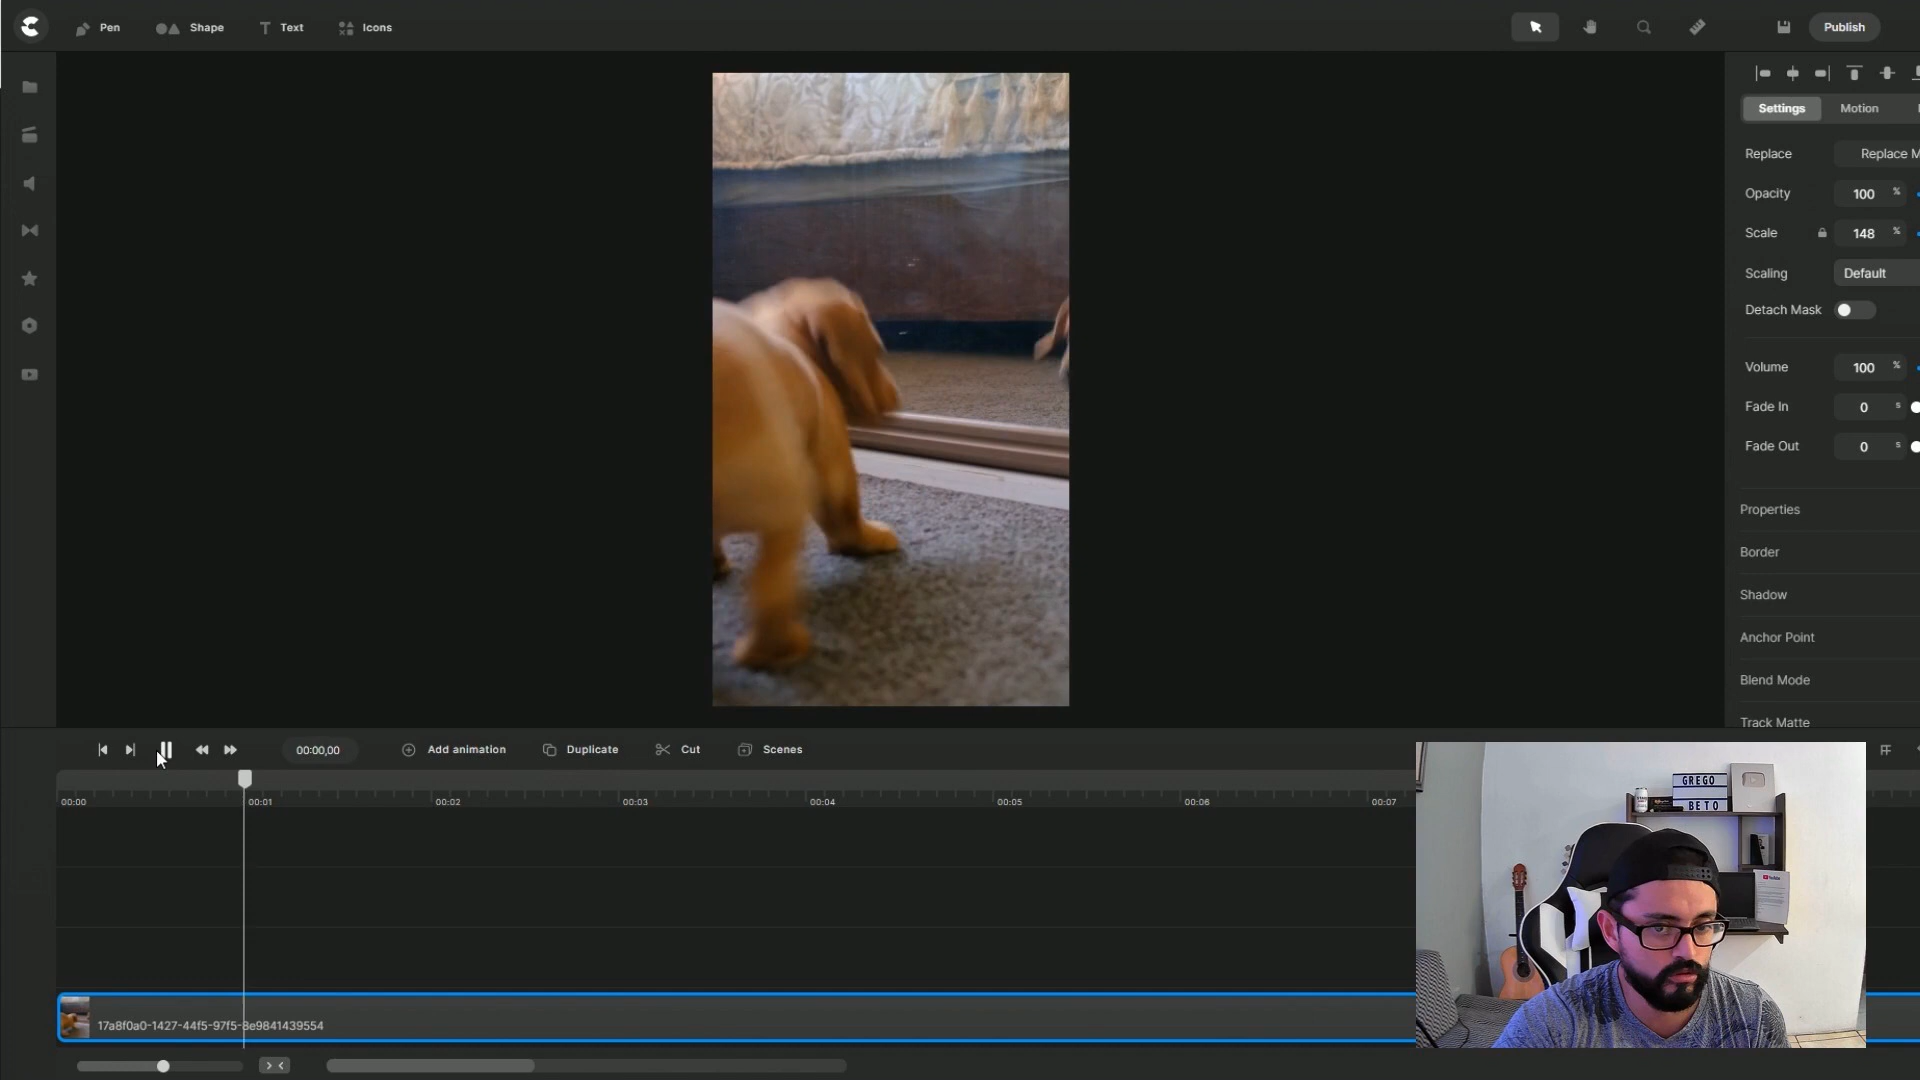 Pen
Shape
Text
Icons
Publish
Settings
Motion
Replace
Replace M
Opacity
100 %
Scale
148 %
Scaling
Default
Detach Mask
Volume
100 %
Fade In
0 s
Fade Out
0 s
Properties
Border
Shadow
Anchor Point
Blend Mode
Track Matte
00:00,00
Add animation
Duplicate
Cut
Scenes
00:00
00:01
00:02
00:03
00:04
00:05
00:06
00:07
17a8f0a0-1427-44f5-97f5-8e9841439554
GREGO
BETO